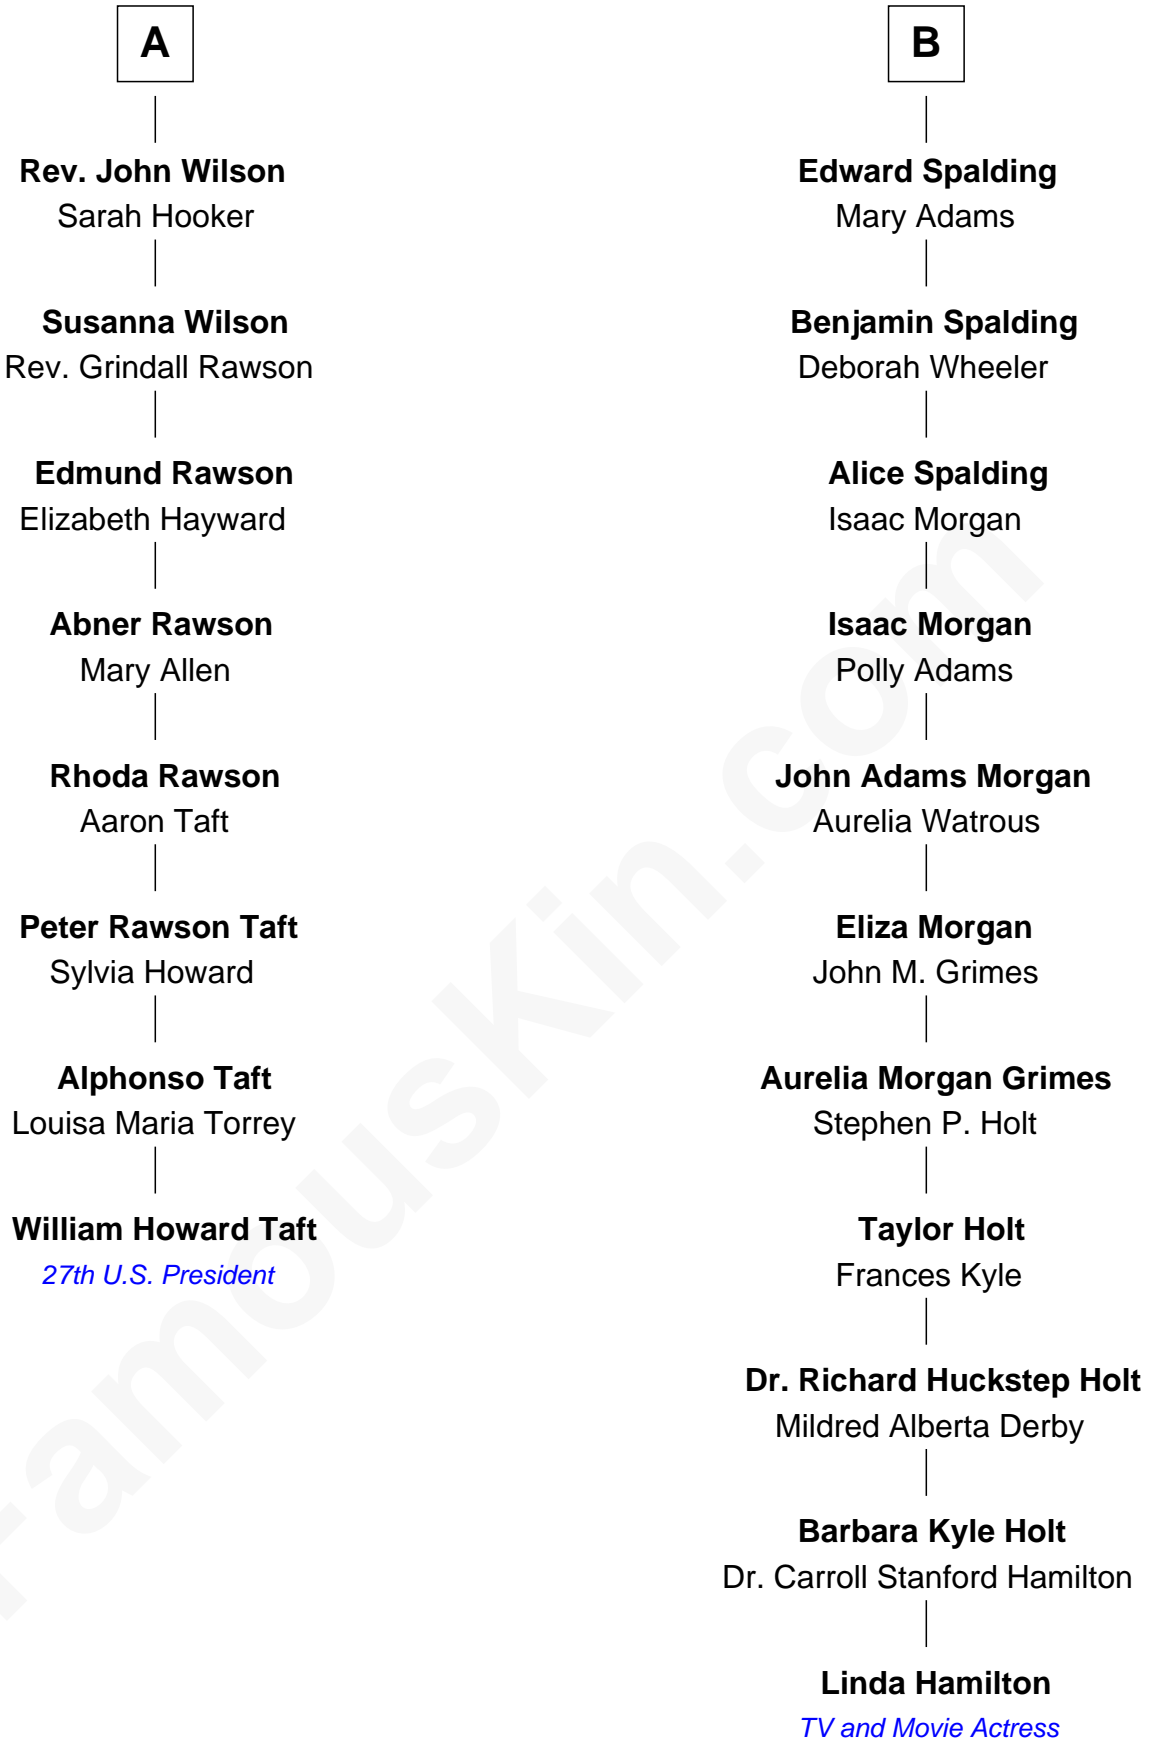 A
Rev. John Wilson
Sarah Hooker
Susanna Wilson
Rev. Grindall Rawson
Edmund Rawson
Elizabeth Hayward
Abner Rawson
Mary Allen
Rhoda Rawson
Aaron Taft
Peter Rawson Taft
Sylvia Howard
Alphonso Taft
Louisa Maria Torrey
William Howard Taft
27th U.S. President
B
Edward Spalding
Mary Adams
Benjamin Spalding
Deborah Wheeler
Alice Spalding
Isaac Morgan
Isaac Morgan
Polly Adams
John Adams Morgan
Aurelia Watrous
Eliza Morgan
John M. Grimes
Aurelia Morgan Grimes
Stephen P. Holt
Taylor Holt
Frances Kyle
Dr. Richard Huckstep Holt
Mildred Alberta Derby
Barbara Kyle Holt
Dr. Carroll Stanford Hamilton
Linda Hamilton
TV and Movie Actress
FamousKin.com